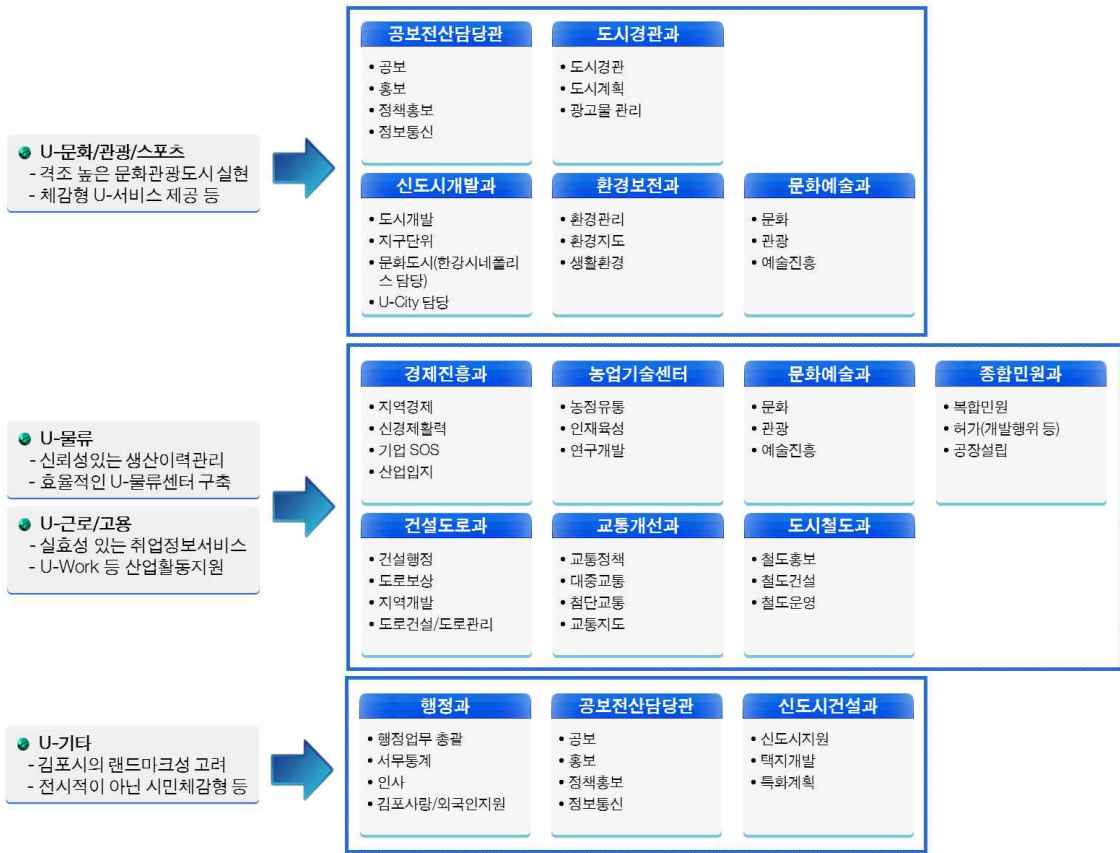 U-문화/관광/스포츠
- 격조 높은 문화관광도시 실현
- 체감형 U-서비스 제공 등
공보전산담당관
• 공보
• 홍보
• 정책홍보
• 정보통신
도시경관과
• 도시경관
• 도시계획
• 광고물 관리
신도시개발과
• 도시개발
• 지구단위
• 문화도시(한강시네폴리
스 담당)
• U-City 담당
환경보전과
• 환경관리
• 환경지도
• 생활환경
문화예술과
• 문화
• 관광
• 예술진흥
U-물류
- 신뢰성있는 생산이력관리
- 효율적인 U-물류센터 구축
U-근로/고용
- 실효성 있는 취업정보서비스
- U-Work 등 산업활동지원
경제진흥과
• 지역경제
• 신경제활력
• 기업 SOS
• 산업입지
농업기술센터
• 농정유통
• 인재육성
• 연구개발
문화예술과
• 문화
• 관광
• 예술진흥
종합민원과
• 복합민원
• 허가(개발행위 등)
• 공장설립
건설도로과
• 건설행정
• 도로보상
• 지역개발
• 도로건설/도로관리
교통개선과
• 교통정책
• 대중교통
• 첨단교통
• 교통지도
도시철도과
• 철도홍보
• 철도건설
• 철도운영
U-기타
- 김포시의 랜드마크성 고려
- 전시적이 아닌 시민체감형 등
행정과
• 행정업무 총괄
• 서무통계
• 인사
• 김포사랑/외국인지원
공보전산담당관
• 공보
• 홍보
• 정책홍보
• 정보통신
신도시건설과
• 신도시지원
• 택지개발
• 특화계획